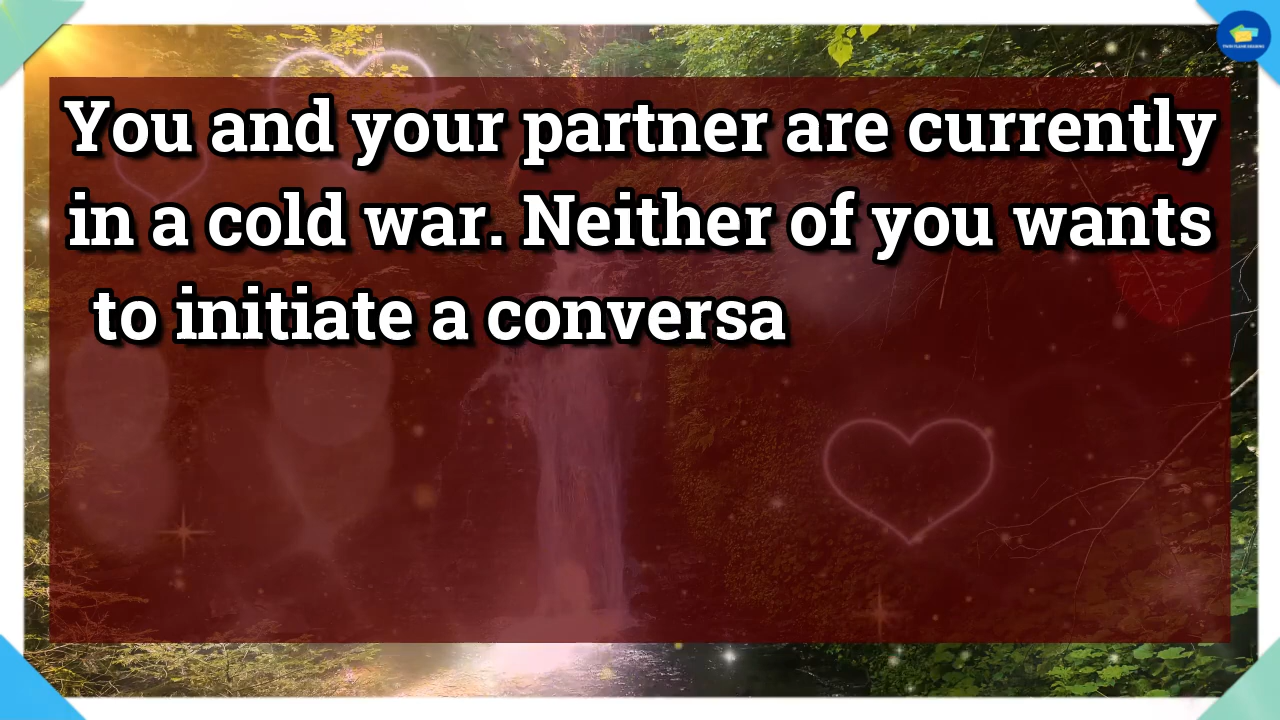 You and your partner are currently
in a cold war. Neither of you wants
to initiate a conversa